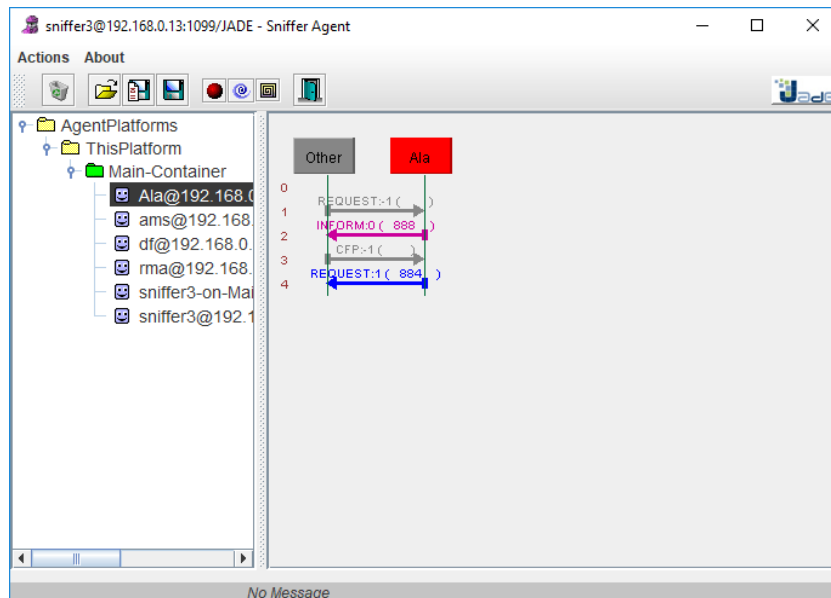 sniffer3@192.168.0.13:1099/JADE - Sniffer Agent
Actions About
Jade
AgentPlatforms
ThisPlatform
Main-Container
Ala@192.168.0
ams@192.168.
df@192.168.0.
rma@192.168.
sniffer3-on-Mai
sniffer3@192.1
Other Ala
0
REQUEST:-1 ( )
1
INFORM:0 ( 888 )
2
CFP:-1 ( )
3
REQUEST:1 ( 884 )
4
No Message